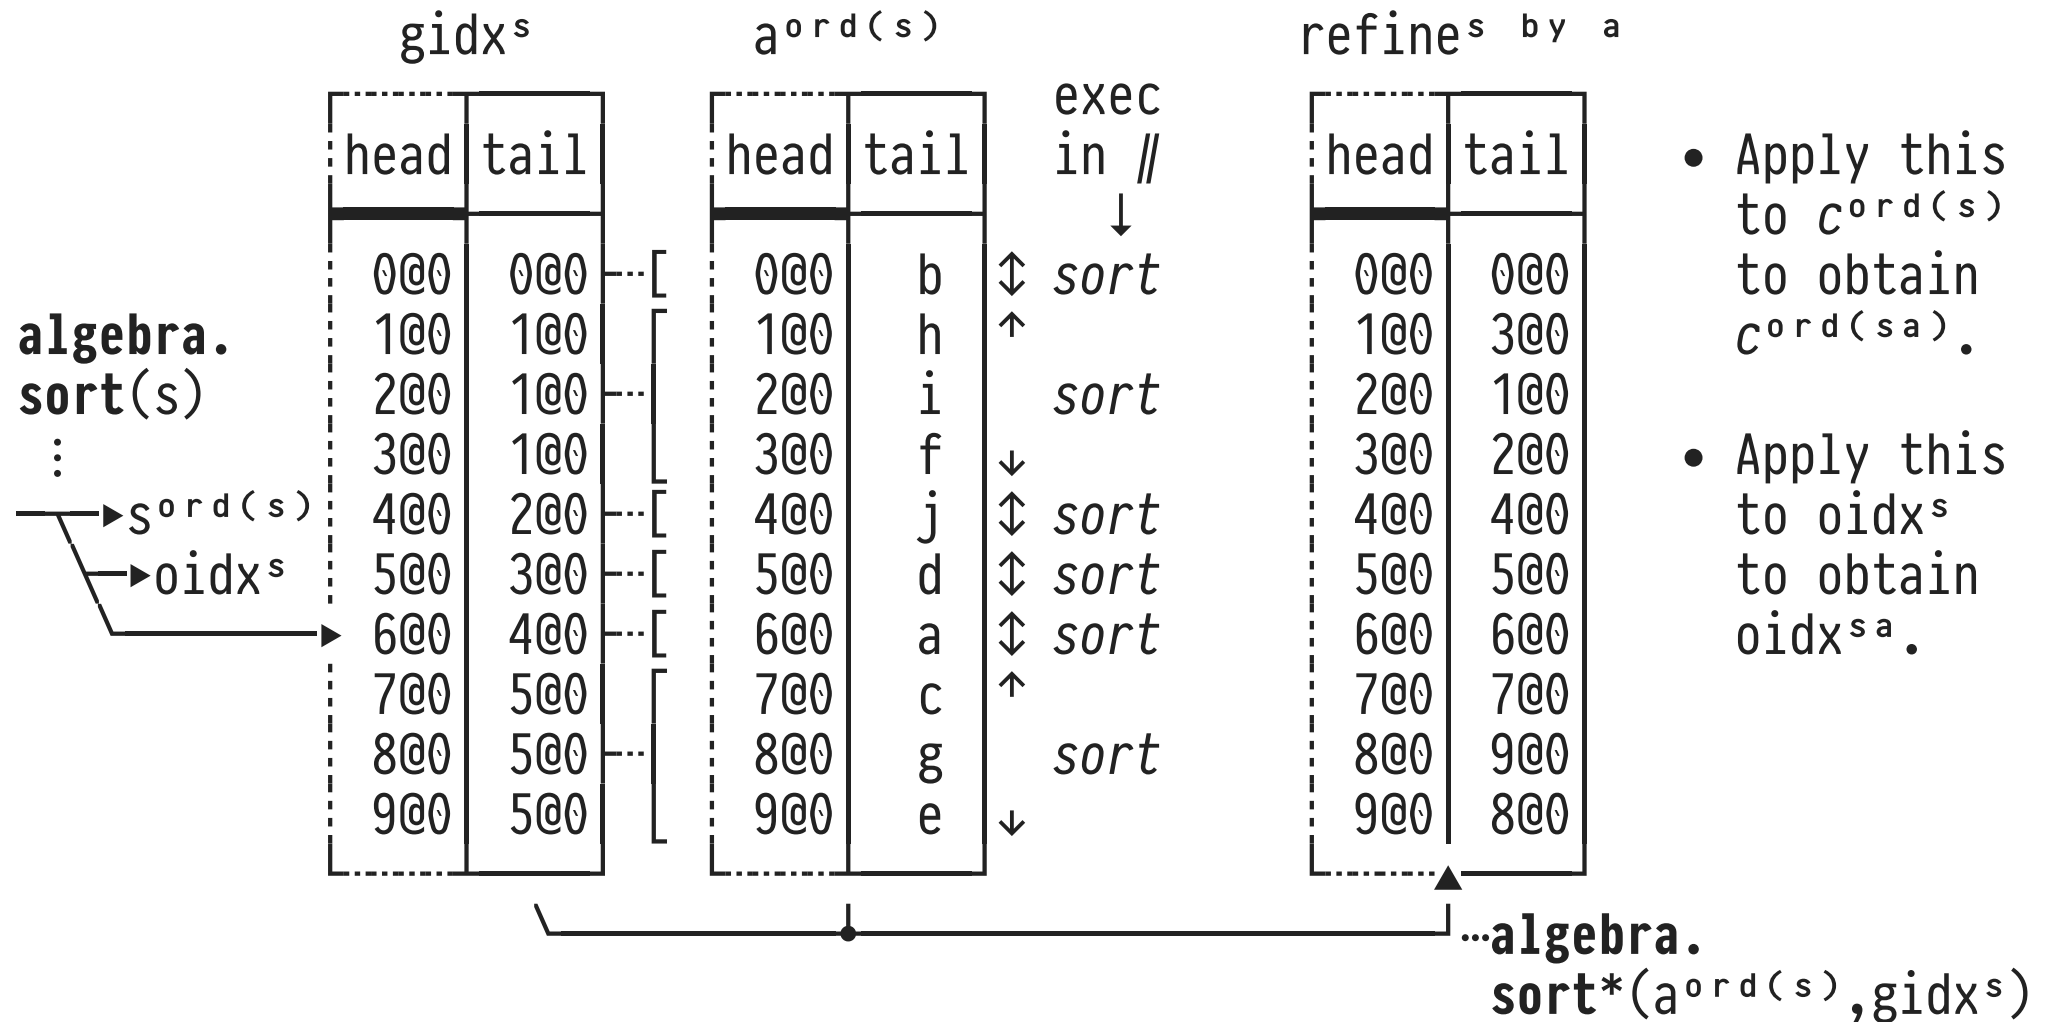 gidxˢ
aᵒʳᵈ⁽ˢ⁾
refineˢ ᵇʸ ᵃ
exec
in //
head tail
head tail
head tail
0@0 0@0
1@0 1@0
2@0 1@0
3@0 1@0
4@0 2@0
5@0 3@0
6@0 4@0
7@0 5@0
8@0 5@0
9@0 5@0
0@0 b sort
1@0 h
2@0 i sort
3@0 f
4@0 j sort
5@0 d sort
6@0 a sort
7@0 c
8@0 g sort
9@0 e
0@0 0@0
1@0 3@0
2@0 1@0
3@0 2@0
4@0 4@0
5@0 5@0
6@0 6@0
7@0 7@0
8@0 9@0
9@0 8@0
algebra.
sort(s)
sᵒʳᵈ⁽ˢ⁾
oidxˢ
• Apply this
to cᵒʳᵈ⁽ˢ⁾
to obtain
cᵒʳᵈ⁽ˢᵃ⁾.
• Apply this
to oidxˢ
to obtain
oidxˢᵃ.
…algebra.
sort*(aᵒʳᵈ⁽ˢ⁾,gidxˢ)